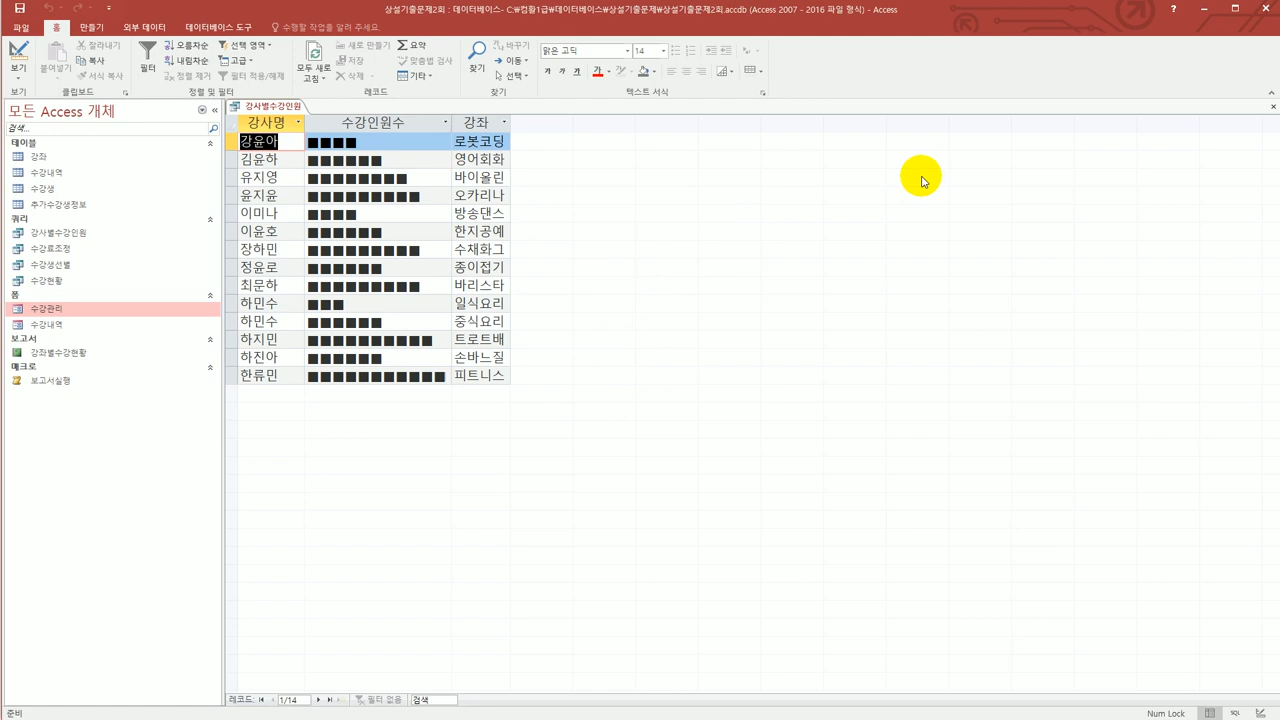 상설기출문제2회 : 데이터베이스- C:₩컴활1급₩데이터베이스₩상설기출문제₩상설기출문제2회.accdb (Access 2007 - 2016 파일 형식) - Access
파일 홈 만들기 외부 데이터 데이터베이스 도구 수행할 작업을 알려 주세요.
보기
보기
붙여넣기
잘라내기
복사
서식 복사
클립보드
필터
오름차순
내림차순
정렬 제거
선택 영역
고급
필터 적용/해제
정렬 및 필터
모두 새로 고침
새로 만들기
저장
삭제
요약
맞춤법 검사
기타
레코드
찾기
바꾸기
이동
선택
찾기
맑은 고딕 14
가 가 가 가
텍스트 서식
모든 Access 개체
검색...
테이블
강좌
수강내역
수강생
추가수강생정보
쿼리
강사별수강인원
수강료조정
수강생선별
수강현황
폼
수강관리
수강내역
보고서
강좌별수강현황
매크로
보고서실행
강사별수강인원
강사명 수강인원수 강좌
강윤아 ■■■■ 로봇코딩
김윤하 ■■■■■■ 영어회화
유지영 ■■■■■■■■ 바이올린
윤지윤 ■■■■■■■■■ 오카리나
이미나 ■■■■ 방송댄스
이윤호 ■■■■■■ 한지공예
장하민 ■■■■■■■■■ 수채화그
정윤로 ■■■■■■ 종이접기
최문하 ■■■■■■■■■ 바리스타
하민수 ■■■ 일식요리
하민수 ■■■■■■ 중식요리
하지민 ■■■■■■■■■■ 트로트배
하진아 ■■■■■■ 손바느질
한류민 ■■■■■■■■■■■ 피트니스
레코드: 1/14 필터 없음 검색
준비 Num Lock SQL